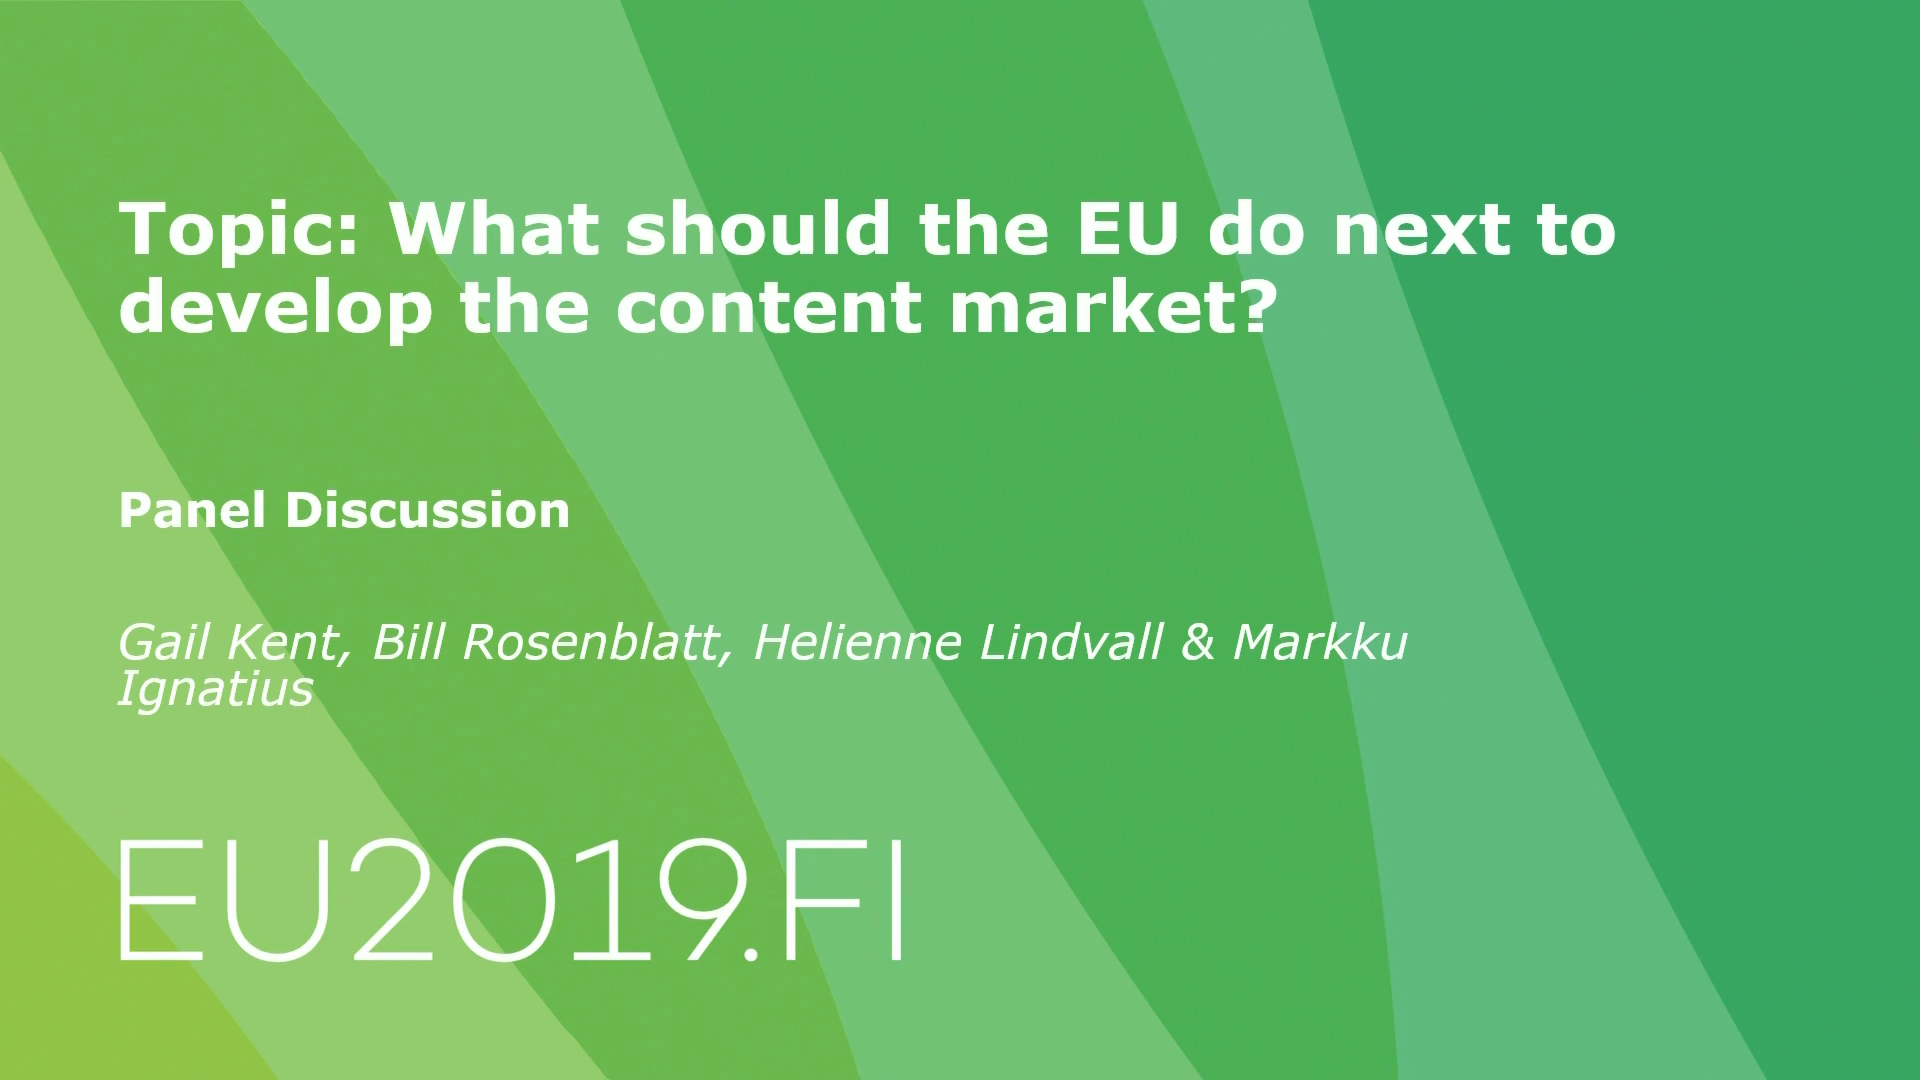 Topic: What should the EU do next to
develop the content market?
Panel Discussion
Gail Kent, Bill Rosenblatt, Helienne Lindvall & Markku
Ignatius
EU2019.FI